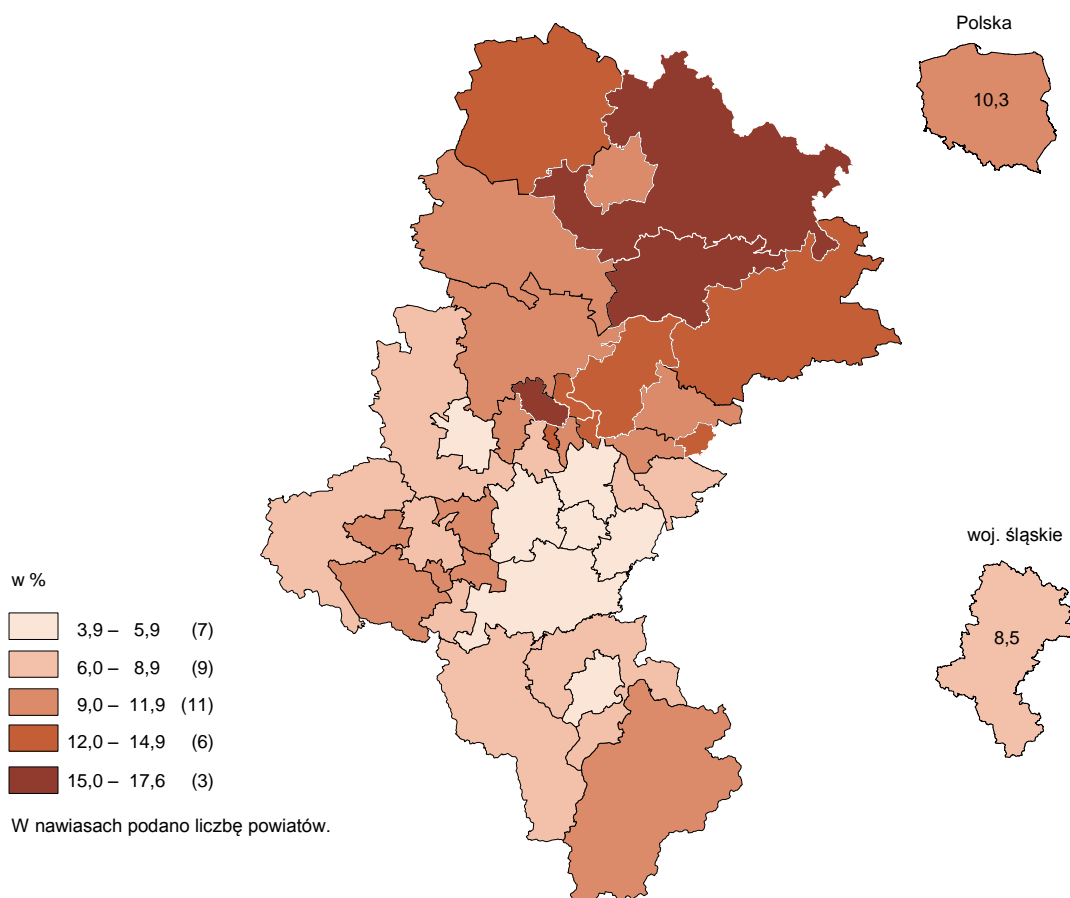 Polska
10,3
woj. śląskie
8,5
w %
3,9 – 5,9 (7)
6,0 – 8,9 (9)
9,0 – 11,9 (11)
12,0 – 14,9 (6)
15,0 – 17,6 (3)
W nawiasach podano liczbę powiatów.